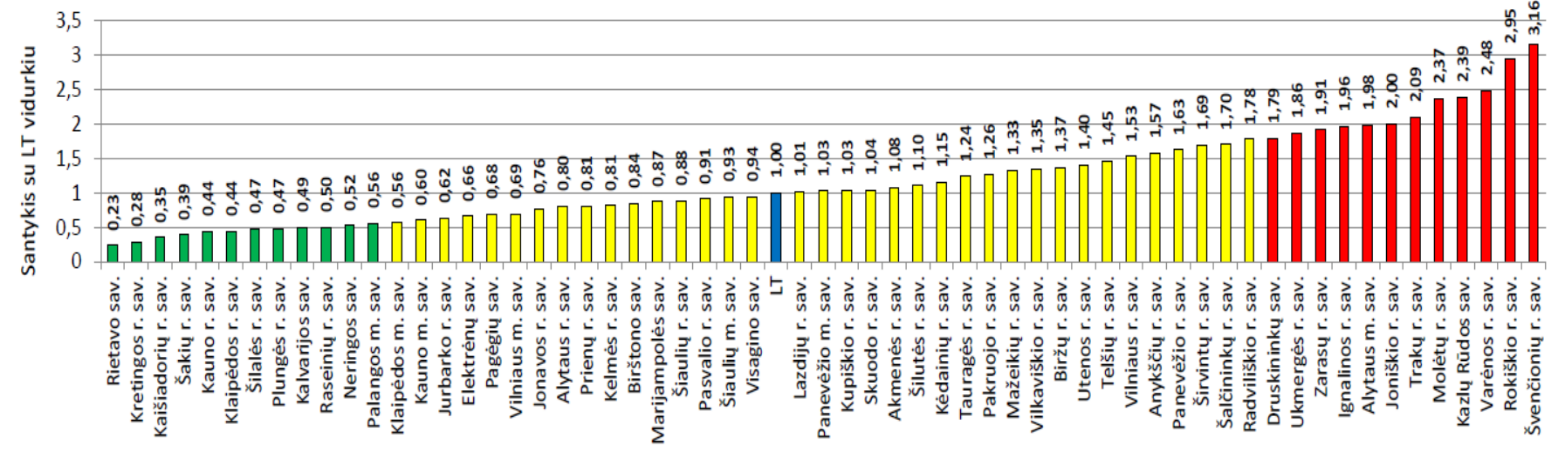 Santykis su LT vidurkiu
3,5
3
2,5
2
1,5
1
0,5
0
0,23
0,28
0,35
0,39
0,44
0,44
0,47
0,47
0,49
0,50
0,52
0,56
0,56
0,60
0,62
0,66
0,68
0,69
0,76
0,80
0,81
0,81
0,84
0,87
0,88
0,91
0,93
0,94
1,00
1,01
1,03
1,03
1,04
1,08
1,10
1,15
1,24
1,26
1,33
1,35
1,37
1,40
1,45
1,53
1,57
1,63
1,69
1,70
1,78
1,79
1,86
1,91
1,96
1,98
2,00
2,09
2,37
2,39
2,48
2,95
3,16
Rietavo sav.
Kretingos r. sav.
Kaišiadorių r. sav.
Šakių r. sav.
Kauno r. sav.
Klaipėdos r. sav.
Šilalės r. sav.
Plungės r. sav.
Kalvarijos sav.
Raseinių r. sav.
Neringos sav.
Palangos m. sav.
Klaipėdos m. sav.
Kauno m. sav.
Jurbarko r. sav.
Elektrėnų sav.
Pagėgių sav.
Vilniaus m. sav.
Jonavos r. sav.
Alytaus r. sav.
Prienų r. sav.
Kelmės r. sav.
Birštono sav.
Marijampolės sav.
Šiaulių r. sav.
Pasvalio r. sav.
Šiaulių m. sav.
Visagino sav.
LT
Lazdijų r. sav.
Panevėžio m. sav.
Kupiškio r. sav.
Skuodo r. sav.
Akmenės r. sav.
Šilutės r. sav.
Kėdainių r. sav.
Tauragės r. sav.
Pakruojo r. sav.
Mažeikių r. sav.
Vilkaviškio r. sav.
Biržų r. sav.
Utenos r. sav.
Telšių r. sav.
Vilniaus r. sav.
Anykščių r. sav.
Panevėžio r. sav.
Širvintų r. sav.
Šalčininkų r. sav.
Radviliškio r. sav.
Druskininkų sav.
Ukmergės r. sav.
Zarasų r. sav.
Ignalinos r. sav.
Alytaus m. sav.
Joniškio r. sav.
Trakų r. sav.
Molėtų r. sav.
Kazlų Rūdos sav.
Varėnos r. sav.
Rokiškio r. sav.
Švenčionių r. sav.